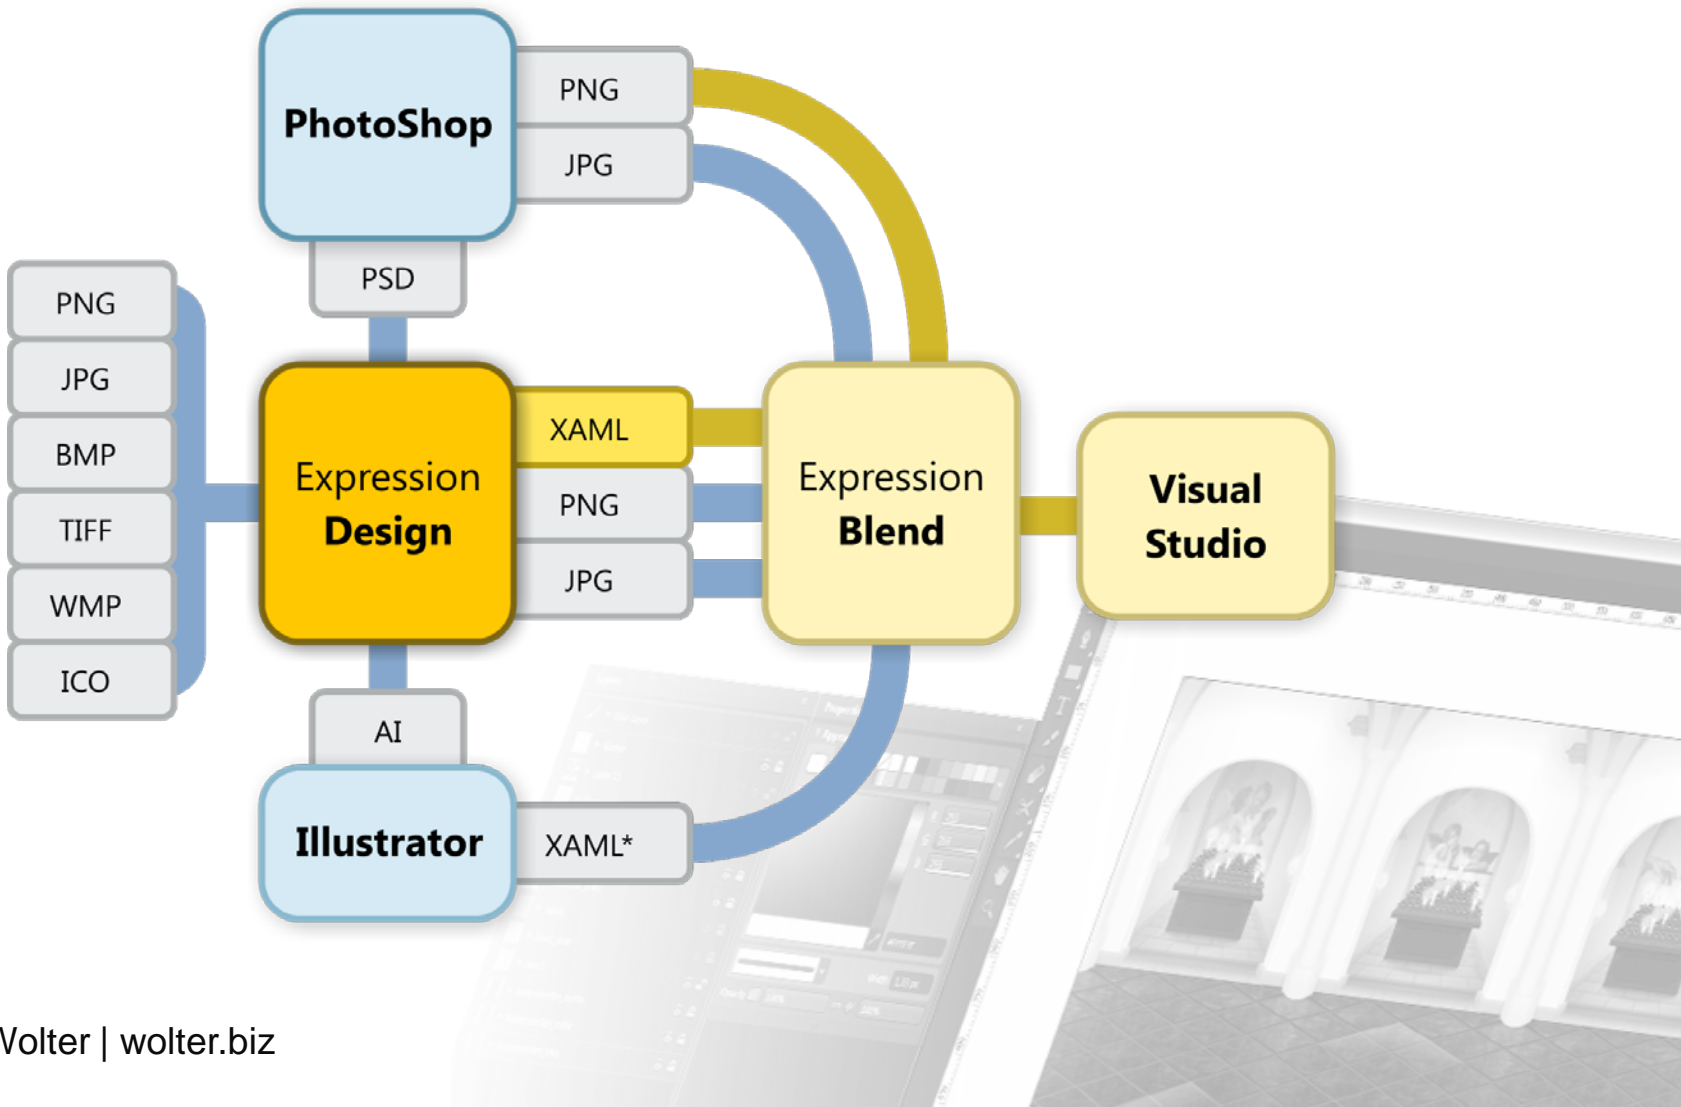 PhotoShop
PNG
JPG
PSD
PNG
JPG
BMP
TIFF
WMP
ICO
Expression
Design
XAML
PNG
JPG
Expression
Blend
Visual
Studio
AI
Illustrator
XAML*
| wolter.biz